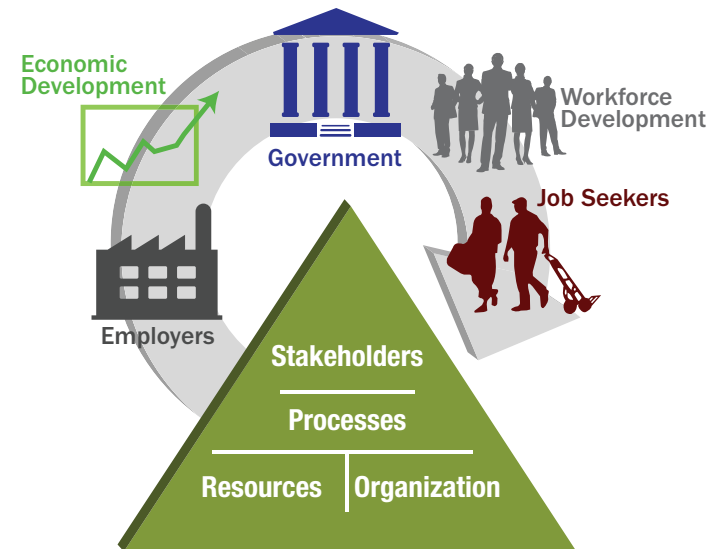 Economic
Development
Government
Workforce
Development
Job Seekers
Employers
Stakeholders
Processes
Resources
Organization